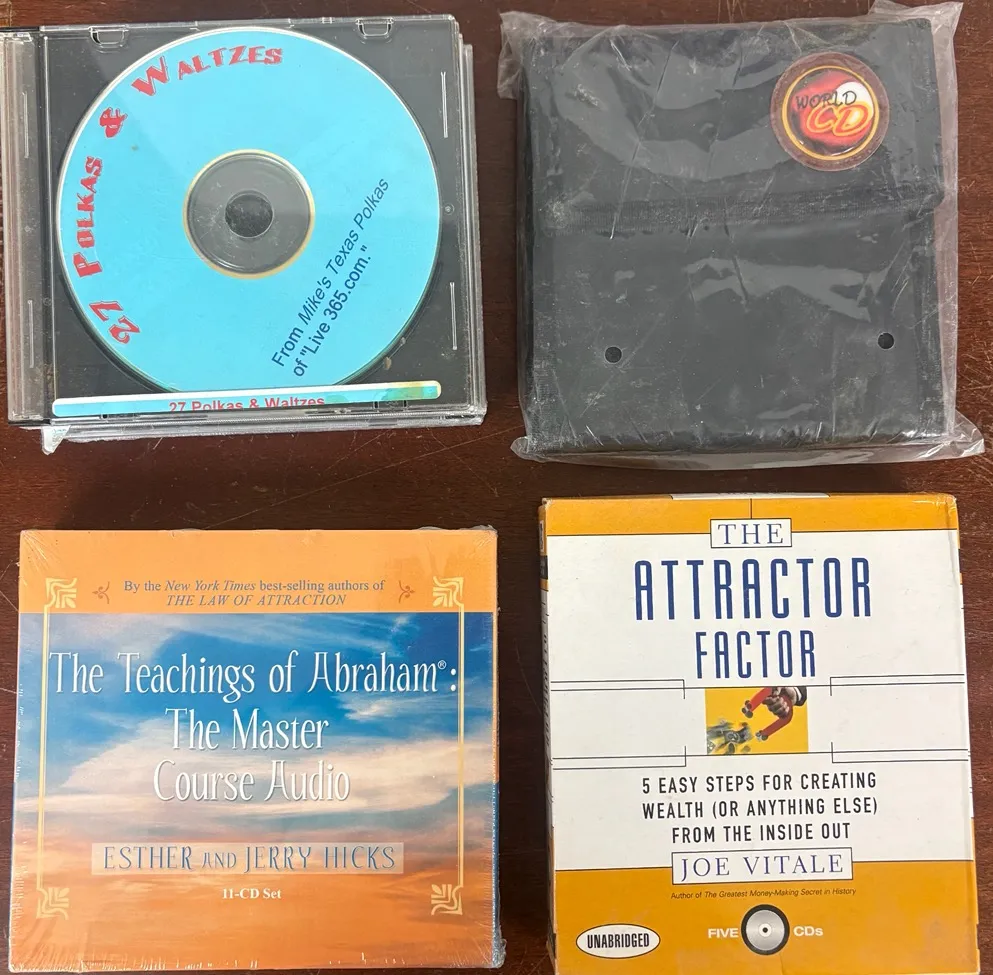 27 POLKAS & WALTZES
From Mike's Texas Polkas
of "Live 365.com."
27 Polkas & Waltzes
WORLD
CD
By the New York Times best-selling authors of
THE LAW OF ATTRACTION
The Teachings of Abraham®:
The Master
Course Audio
ESTHER AND JERRY HICKS
11-CD Set
THE
ATTRACTOR
FACTOR
5 EASY STEPS FOR CREATING
WEALTH (OR ANYTHING ELSE)
FROM THE INSIDE OUT
JOE VITALE
Author of The Greatest Money-Making Secret in History
UNABRIDGED
FIVE CDs